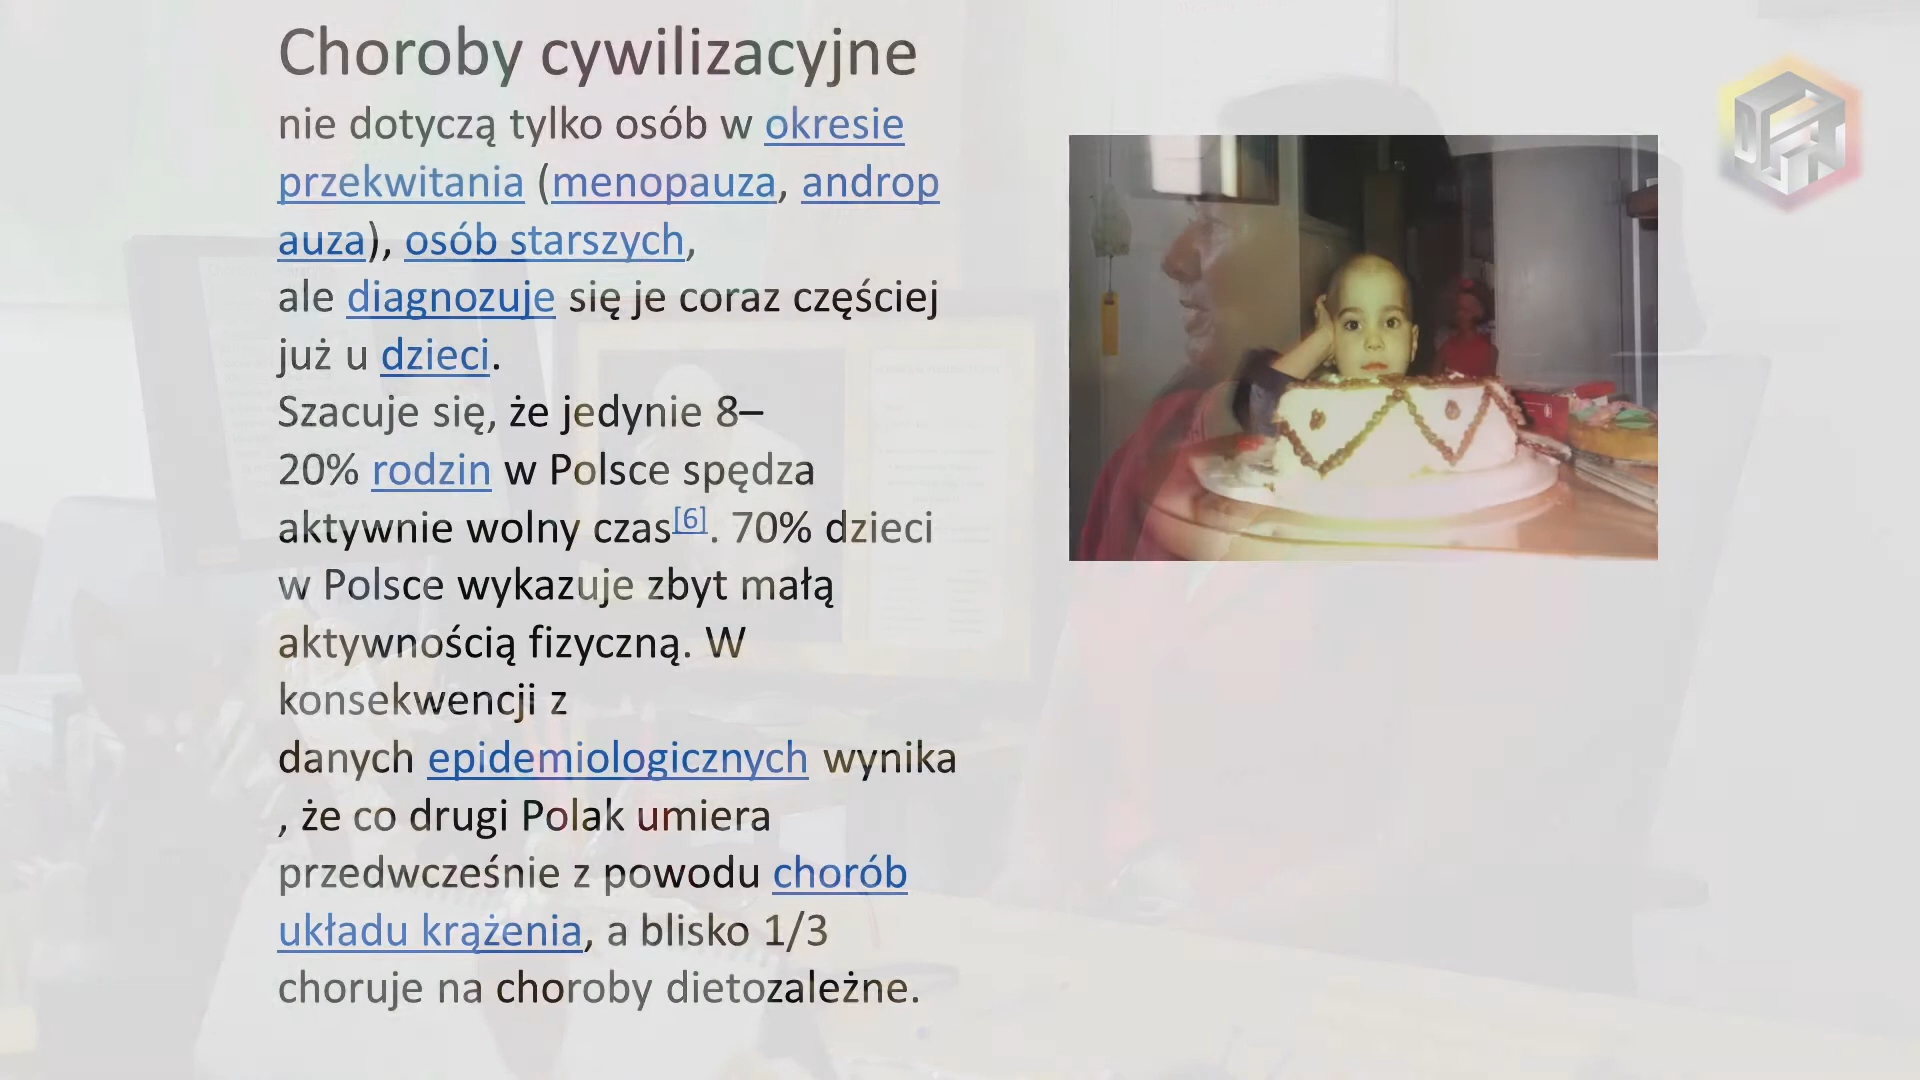 Choroby cywilizacyjne
nie dotyczą tylko osób w okresie
przekwitania (menopauza, androp
auza), osób starszych,
ale diagnozuje się je coraz częściej
już u dzieci.
Szacuje się, że jedynie 8–
20% rodzin w Polsce spędza
aktywnie wolny czas[6]. 70% dzieci
w Polsce wykazuje zbyt małą
aktywnością fizyczną. W
konsekwencji z
danych epidemiologicznych wynika
, że co drugi Polak umiera
przedwcześnie z powodu chorób
układu krążenia, a blisko 1/3
choruje na choroby dietozależne.